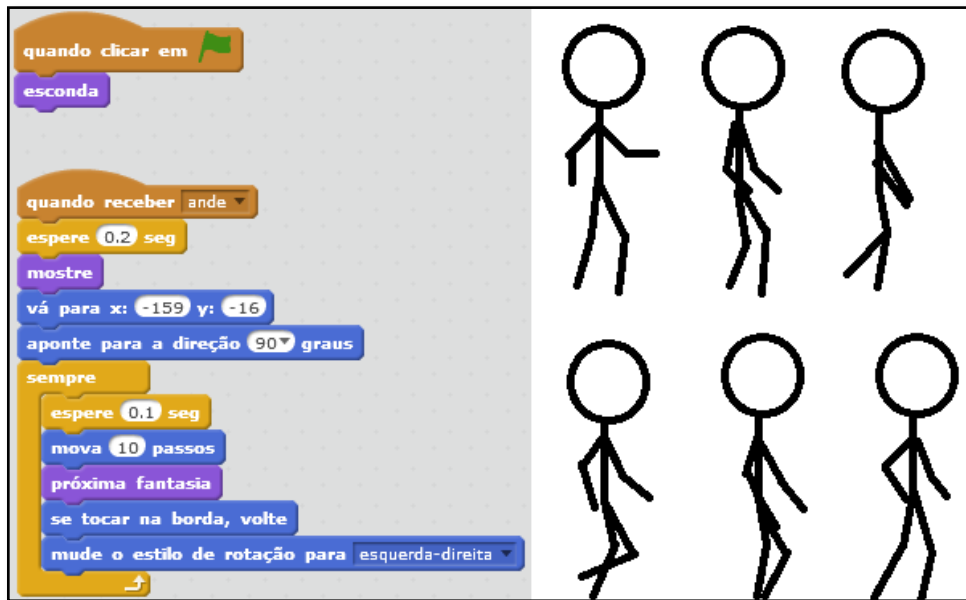 quando clicar em
esconda
quando receber ande
espere 0.2 seg
mostre
vá para x: -159 y: -16
aponte para a direção 90 graus
sempre
espere 0.1 seg
mova 10 passos
próxima fantasia
se tocar na borda, volte
mude o estilo de rotação para esquerda-direita